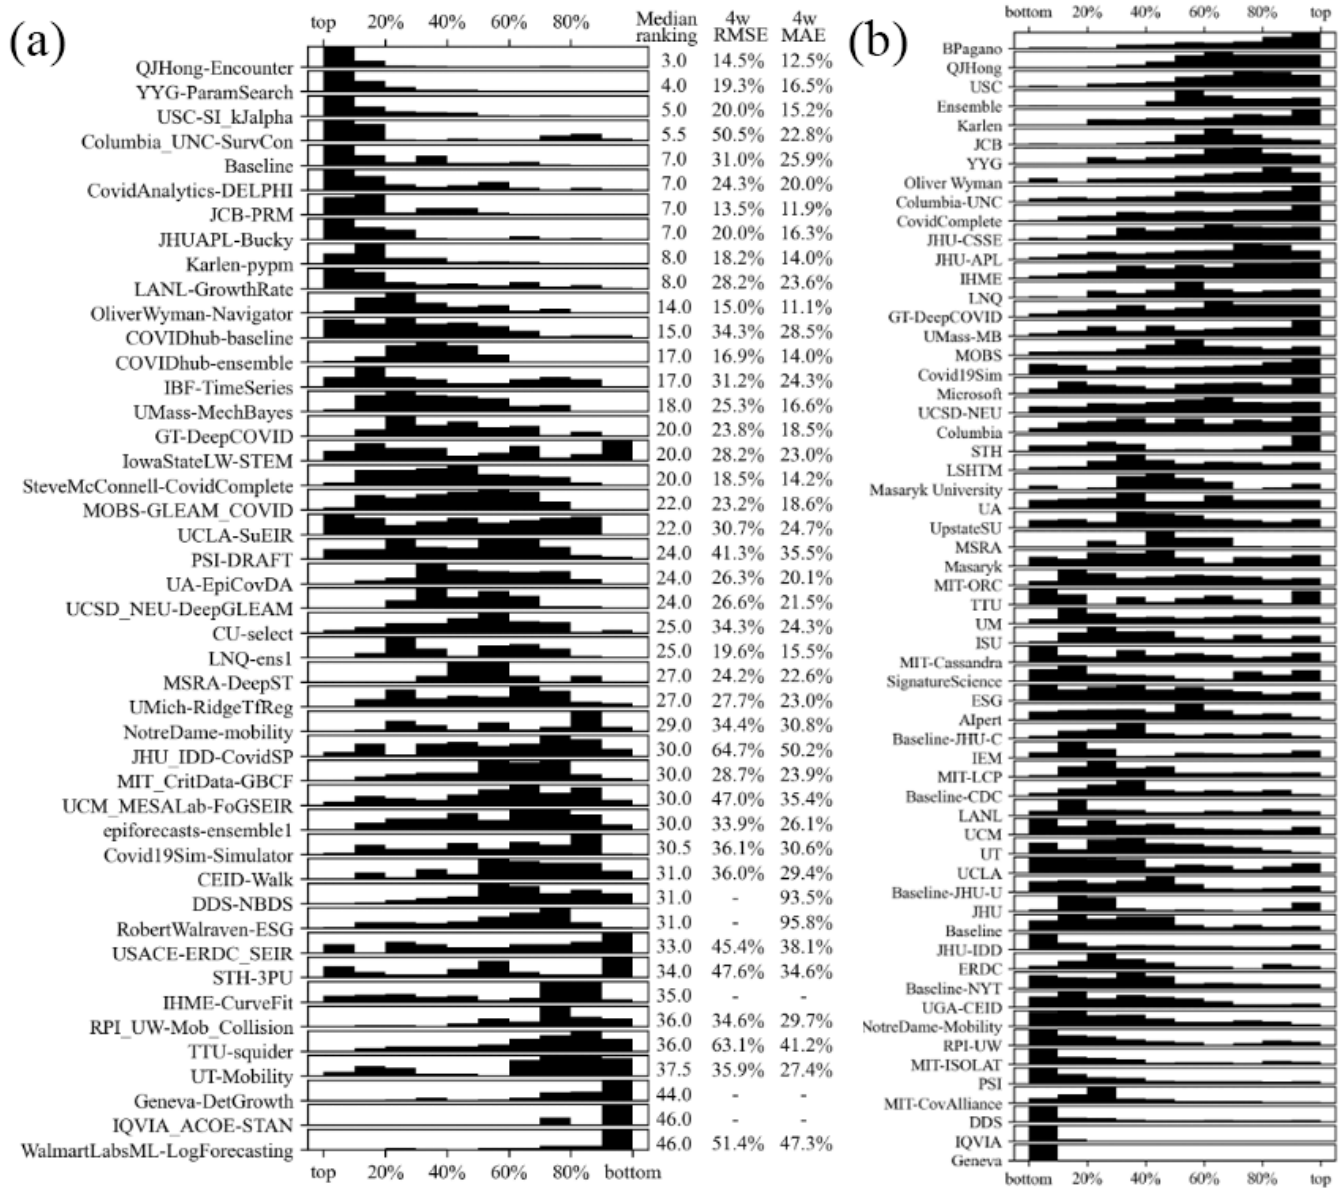 (a)
top 20% 40% 60% 80% Median ranking 4w RMSE 4w MAE
QJHong-Encounter 3.0 14.5% 12.5%
YYG-ParamSearch 4.0 19.3% 16.5%
USC-SI_kJalpha 5.0 20.0% 15.2%
Columbia_UNC-SurvCon 5.5 50.5% 22.8%
Baseline 7.0 31.0% 25.9%
CovidAnalytics-DELPHI 7.0 24.3% 20.0%
JCB-PRM 7.0 13.5% 11.9%
JHUAPL-Bucky 7.0 20.0% 16.3%
Karlen-pypm 8.0 18.2% 14.0%
LANL-GrowthRate 8.0 28.2% 23.6%
OliverWyman-Navigator 14.0 15.0% 11.1%
COVIDhub-baseline 15.0 34.3% 28.5%
COVIDhub-ensemble 17.0 16.9% 14.0%
IBF-TimeSeries 17.0 31.2% 24.3%
UMass-MechBayes 18.0 25.3% 16.6%
GT-DeepCOVID 20.0 23.8% 18.5%
IowaStateLW-STEM 20.0 28.2% 23.0%
SteveMcConnell-CovidComplete 20.0 18.5% 14.2%
MOBS-GLEAM_COVID 22.0 23.2% 18.6%
UCLA-SuEIR 22.0 30.7% 24.7%
PSI-DRAFT 24.0 41.3% 35.5%
UA-EpiCovDA 24.0 26.3% 20.1%
UCSD_NEU-DeepGLEAM 24.0 26.6% 21.5%
CU-select 25.0 34.3% 24.3%
LNQ-ens1 25.0 19.6% 15.5%
MSRA-DeepST 27.0 24.2% 22.6%
UMich-RidgeTfReg 27.0 27.7% 23.0%
NotreDame-mobility 29.0 34.4% 30.8%
JHU_IDD-CovidSP 30.0 64.7% 50.2%
MIT_CritData-GBCF 30.0 28.7% 23.9%
UCM_MESALab-FoGSEIR 30.0 47.0% 35.4%
epiforecasts-ensemble1 30.0 33.9% 26.1%
Covid19Sim-Simulator 30.5 36.1% 30.6%
CEID-Walk 31.0 36.0% 29.4%
DDS-NBDS 31.0 - 93.5%
RobertWalraven-ESG 31.0 - 95.8%
USACE-ERDC_SEIR 33.0 45.4% 38.1%
STH-3PU 34.0 47.6% 34.6%
IHME-CurveFit 35.0 - -
RPI_UW-Mob_Collision 36.0 34.6% 29.7%
TTU-squider 36.0 63.1% 41.2%
UT-Mobility 37.5 35.9% 27.4%
Geneva-DetGrowth 44.0 - -
IQVIA_ACOE-STAN 46.0 - -
WalmartLabsML-LogForecasting 46.0 51.4% 47.3%
top 20% 40% 60% 80% bottom
(b)
bottom 20% 40% 60% 80% top
BPagano
QJHong
USC
Ensemble
Karlen
JCB
YYG
Oliver Wyman
Columbia-UNC
CovidComplete
JHU-CSSE
JHU-APL
IHME
LNQ
GT-DeepCOVID
UMass-MB
MOBS
Covid19Sim
Microsoft
UCSD-NEU
Columbia
STH
LSHTM
Masaryk University
UA
UpstateSU
MSRA
Masaryk
MIT-ORC
TTU
UM
ISU
MIT-Cassandra
SignatureScience
ESG
Alpert
Baseline-JHU-C
IEM
MIT-LCP
Baseline-CDC
LANL
UCM
UT
UCLA
Baseline-JHU-U
JHU
Baseline
JHU-IDD
ERDC
Baseline-NYT
UGA-CEID
NotreDame-Mobility
RPI-UW
MIT-ISOLAT
PSI
MIT-CovAlliance
DDS
IQVIA
Geneva
bottom 20% 40% 60% 80% top